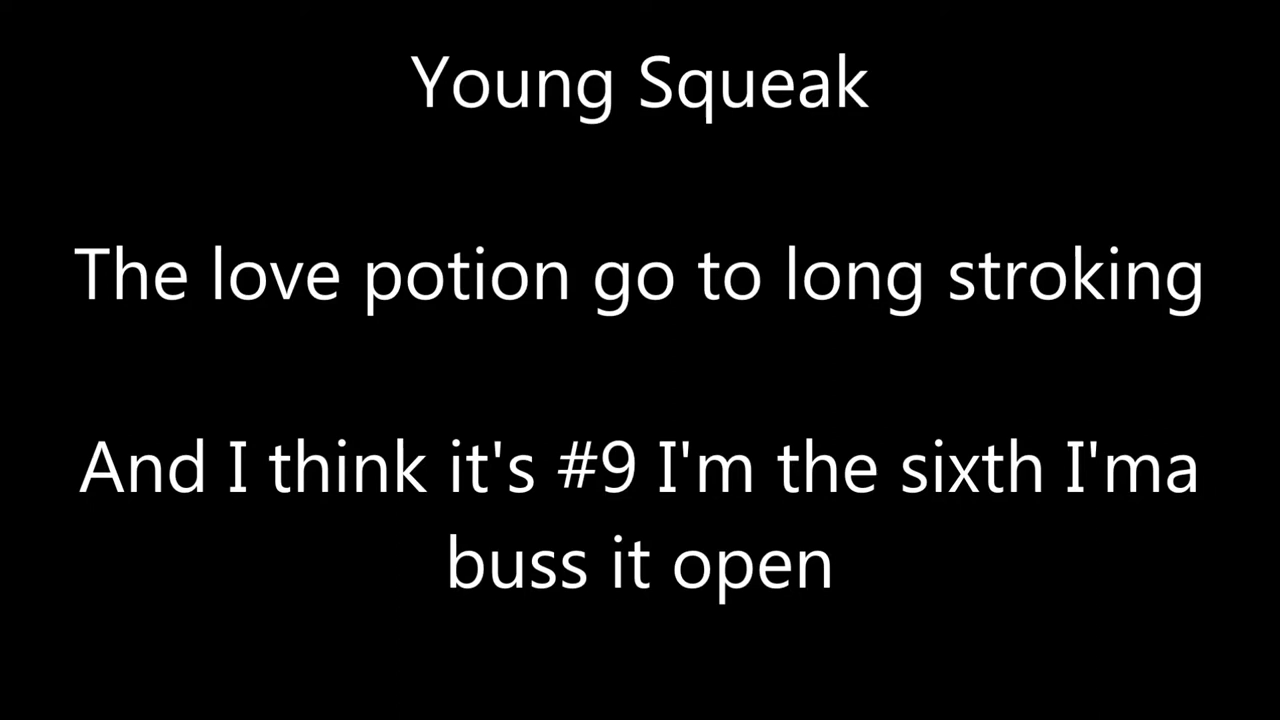 Young Squeak
The love potion go to long stroking
And I think it's #9 I'm the sixth I'ma
buss it open